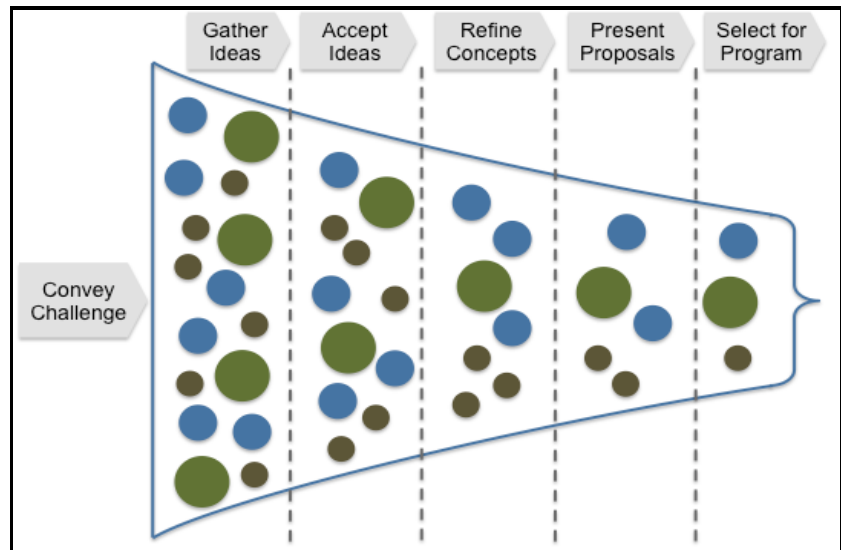 Gather
Ideas
Accept
Ideas
Refine
Concepts
Present
Proposals
Select for
Program
Convey
Challenge